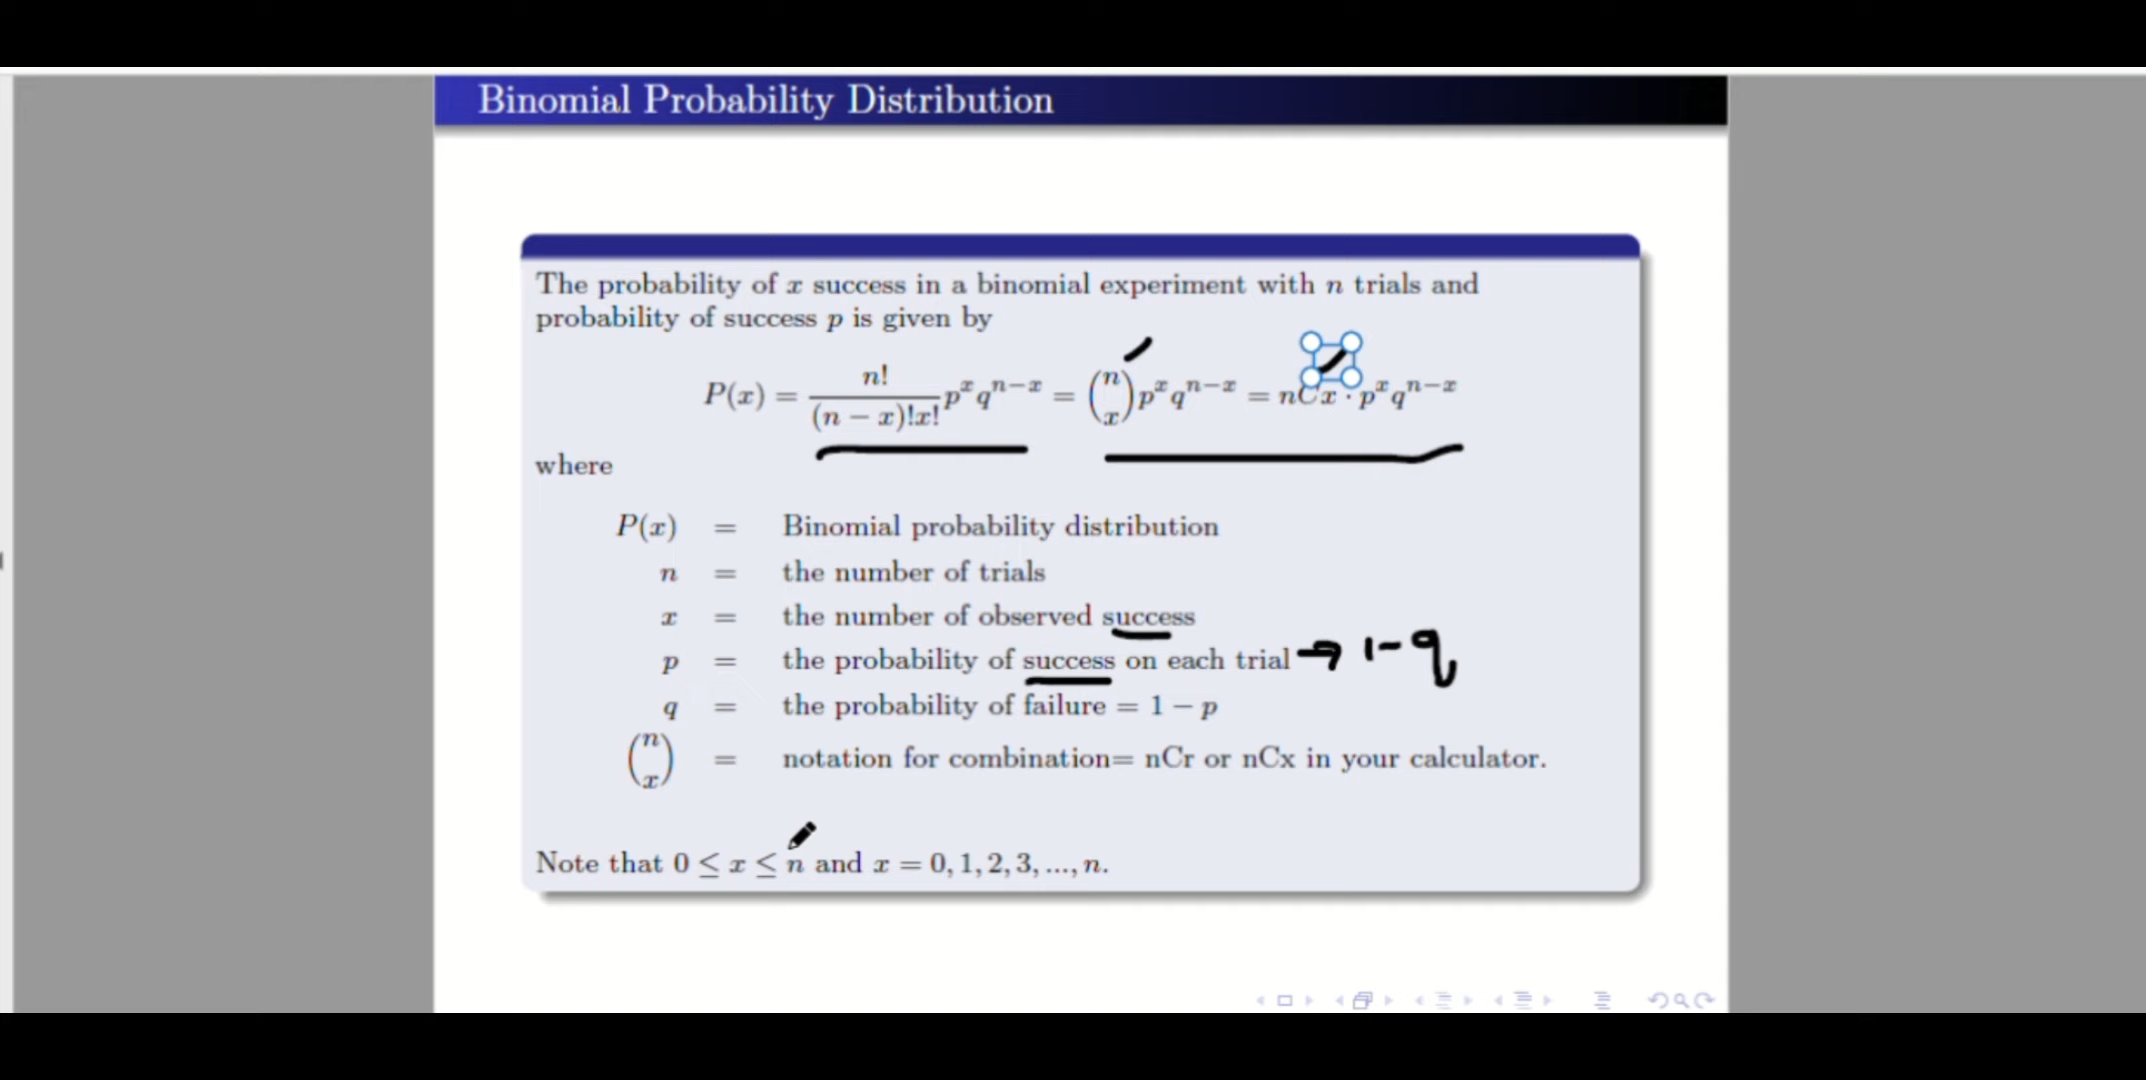 Binomial Probability Distribution
The probability of x success in a binomial experiment with n trials and
probability of success p is given by
P(x) = n!/((n − x)!x!) p^x q^(n−x) = (n x) p^x q^(n−x) = nCx · p^x q^(n−x)
where
P(x) = Binomial probability distribution
n = the number of trials
x = the number of observed success
p = the probability of success on each trial → 1 - q
q = the probability of failure = 1 − p
(n x) = notation for combination= nCr or nCx in your calculator.
Note that 0 ≤ x ≤ n and x = 0, 1, 2, 3, ..., n.